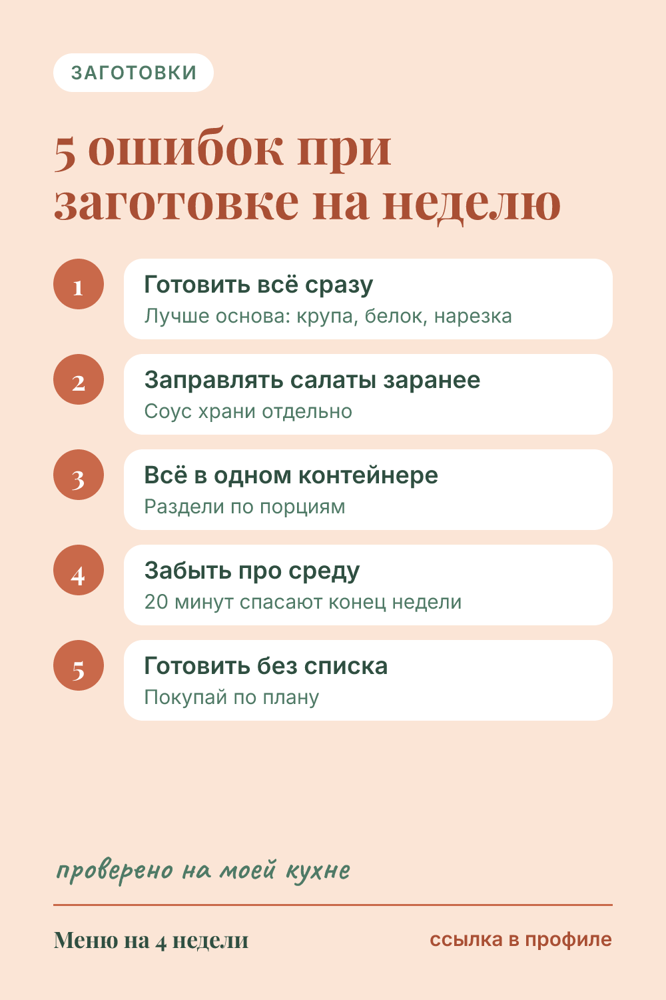 ЗАГОТОВКИ
5 ошибок при
заготовке на неделю
1
Готовить всё сразу
Лучше основа: крупа, белок, нарезка
2
Заправлять салаты заранее
Соус храни отдельно
3
Всё в одном контейнере
Раздели по порциям
4
Забыть про среду
20 минут спасают конец недели
5
Готовить без списка
Покупай по плану
проверено на моей кухне
Меню на 4 недели
ссылка в профиле